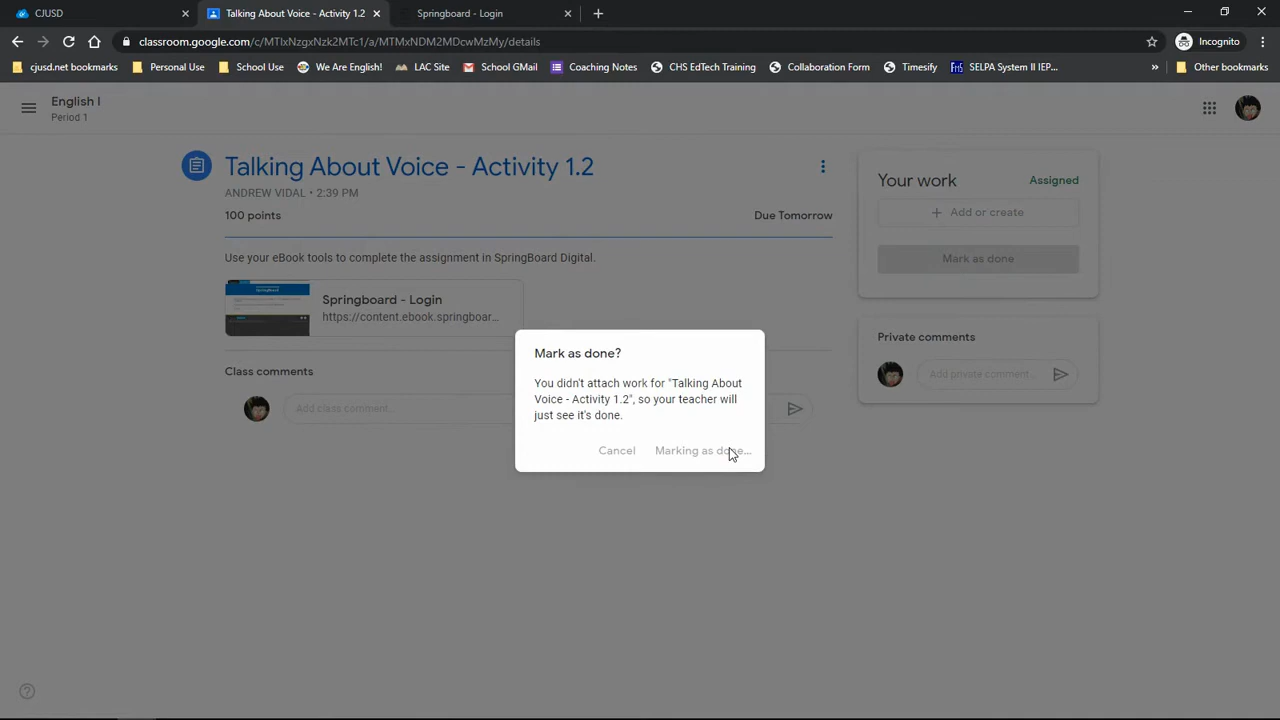 CJUSD
Talking About Voice - Activity 1.2
Springboard - Login
classroom.google.com/c/MTIxNzgxNzk2MTc1/a/MTMxNDM2MDcwMzMy/details
Incognito
cjusd.net bookmarks
Personal Use
School Use
We Are English!
LAC Site
School GMail
Coaching Notes
CHS EdTech Training
Collaboration Form
Timesify
SELPA System II IEP...
Other bookmarks
English I
Period 1
Talking About Voice - Activity 1.2
ANDREW VIDAL • 2:39 PM
100 points
Due Tomorrow
Use your eBook tools to complete the assignment in SpringBoard Digital.
Springboard - Login
https://content.ebook.springboar...
Class comments
Add class comment...
Your work
Assigned
+ Add or create
Mark as done
Private comments
Add private comment...
Mark as done?
You didn't attach work for "Talking About
Voice - Activity 1.2", so your teacher will
just see it's done.
Cancel
Marking as done...